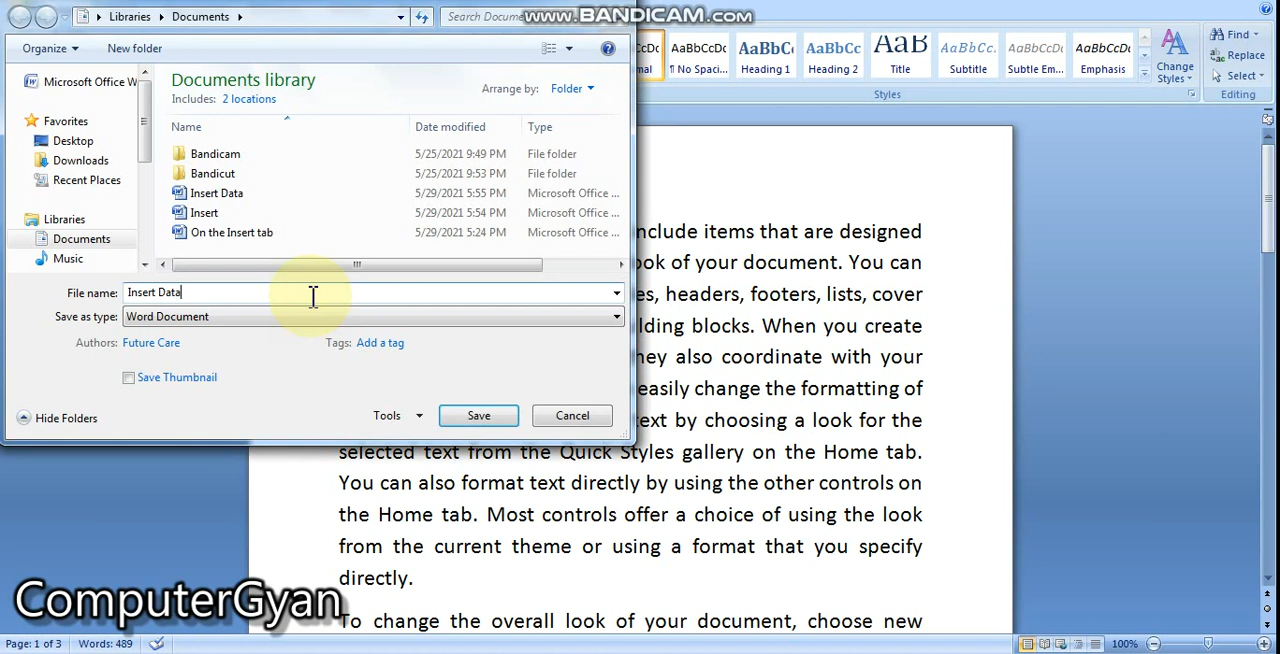 Libraries ▸ Documents ▸
Search Docume
www.BANDICAM.com
Organize
New folder
Microsoft Office W
Favorites
Desktop
Downloads
Recent Places
Libraries
Documents
Music
Documents library
Includes: 2 locations
Arrange by: Folder
Name Date modified Type
Bandicam 5/25/2021 9:49 PM File folder
Bandicut 5/25/2021 9:53 PM File folder
Insert Data 5/29/2021 5:55 PM Microsoft Office ...
Insert 5/29/2021 5:54 PM Microsoft Office ...
On the Insert tab 5/29/2021 5:24 PM Microsoft Office ...
File name: Insert Data
Save as type: Word Document
Authors: Future Care
Tags: Add a tag
Save Thumbnail
Hide Folders
Tools
Save
Cancel
CcDc AaBbCcDc AaBbC AaBbCc AaB AaBbCc. AaBbCcDc AaBbCcDc
mal ¶ No Spaci... Heading 1 Heading 2 Title Subtitle Subtle Em... Emphasis
Change Styles
Styles
Find
Replace
Select
Editing
nclude items that are designed
ook of your document. You can
es, headers, footers, lists, cover
lding blocks. When you create
hey also coordinate with your
easily change the formatting of
text by choosing a look for the
selected text from the Quick Styles gallery on the Home tab.
You can also format text directly by using the other controls on
the Home tab. Most controls offer a choice of using the look
from the current theme or using a format that you specify
directly.
To change the overall look of your document, choose new
ComputerGyan
Page: 1 of 3 Words: 489
100%